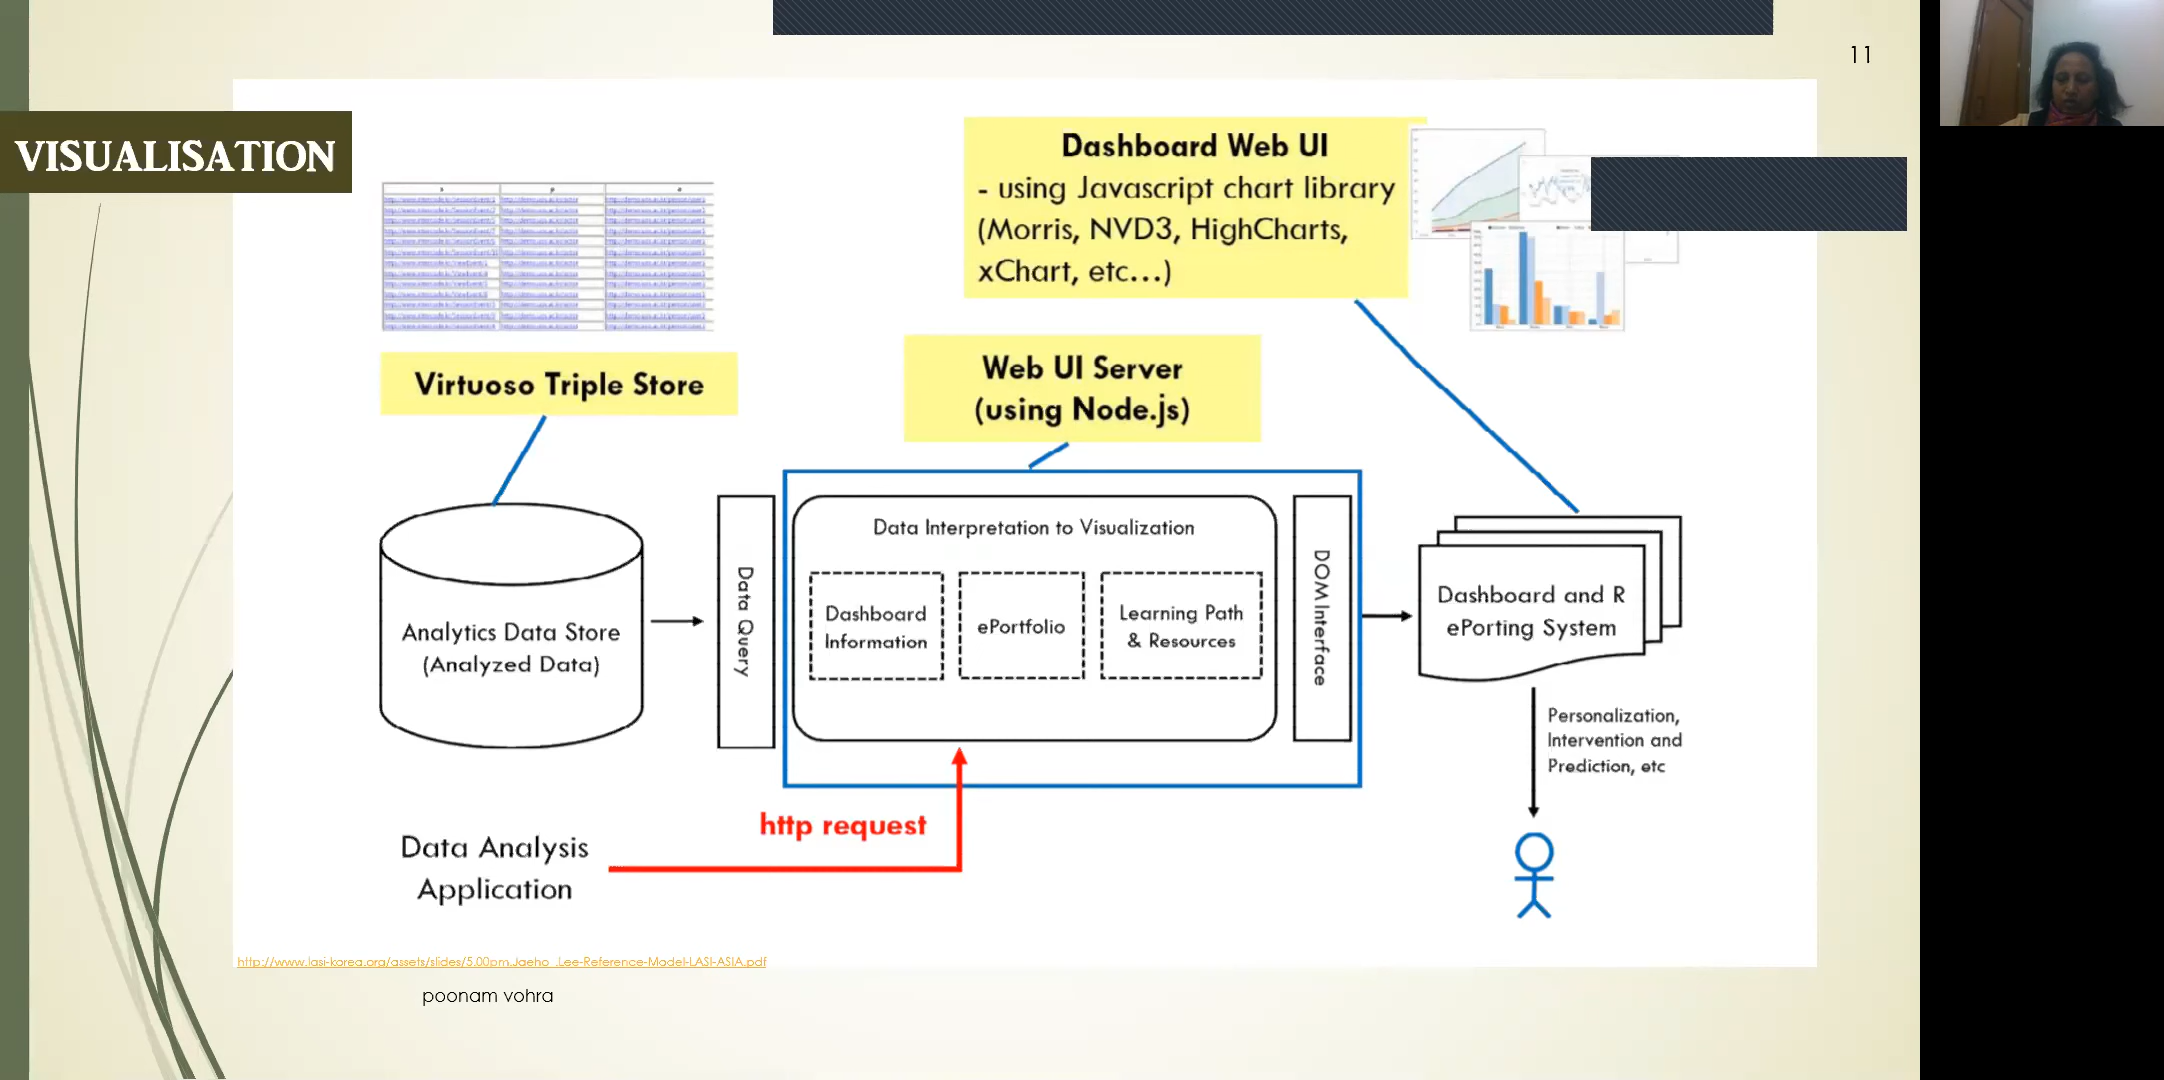 11
VISUALISATION
Dashboard Web UI
- using Javascript chart library
(Morris, NVD3, HighCharts,
xChart, etc...)
Virtuoso Triple Store
Web UI Server
(using Node.js)
Data Query
Data Interpretation to Visualization
Dashboard
Information
ePortfolio
Learning Path
& Resources
DOM Interface
Analytics Data Store
(Analyzed Data)
Dashboard and R
ePorting System
Personalization,
Intervention and
Prediction, etc
http request
Data Analysis
Application
http://www.lasi-korea.org/assets/slides/5.00pm.Jaeho_.Lee-Reference-Model-LASI-ASIA.pdf
poonam vohra